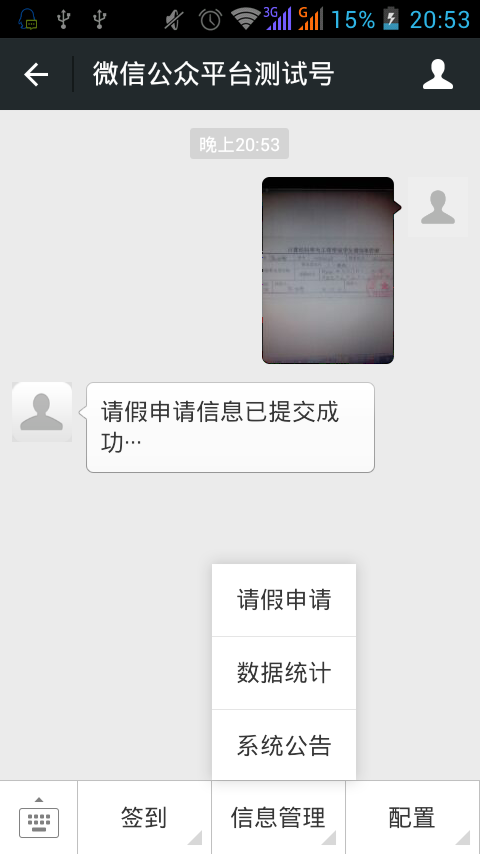 3G
G
15%
20:53
微信公众平台测试号
晚上20:53
请假申请信息已提交成
功···
请假申请
数据统计
系统公告
签到
信息管理
配置